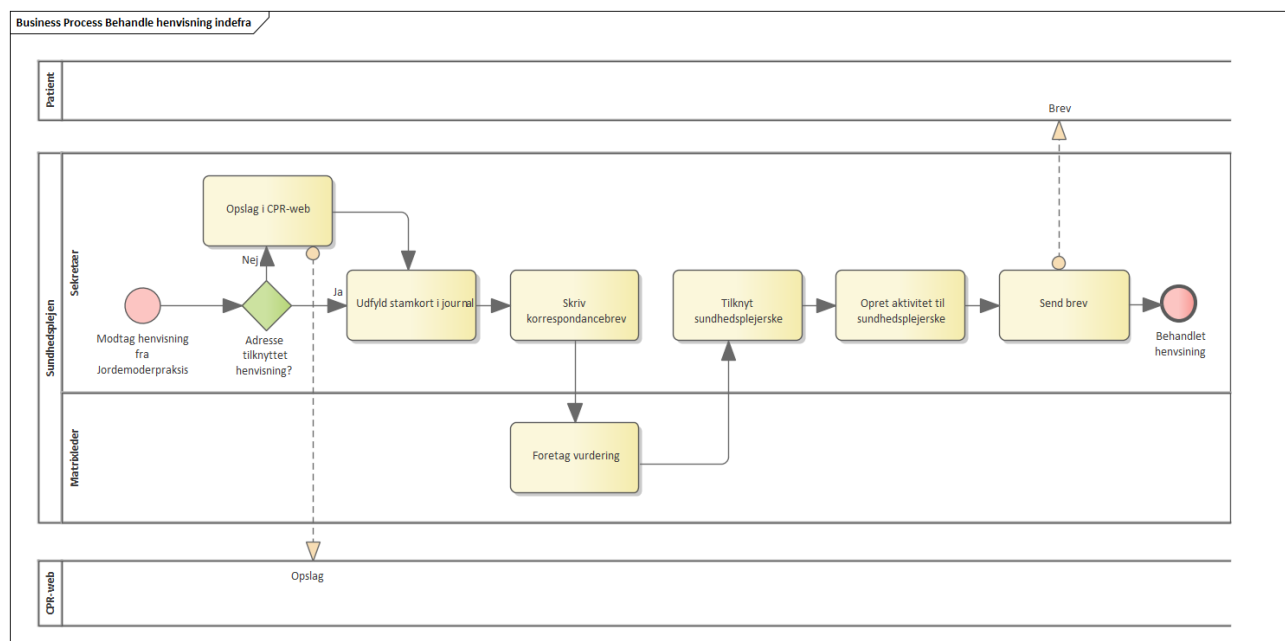 Business Process Behandle henvisning indefra
Patient
Brev
Sundhedsplejen
Sekretær
Opslag i CPR-web
Nej
Ja
Modtag henvisning
fra
Jordemoderpraksis
Adresse
tilknyttet
henvisning?
Udfyld stamkort i journal
Skriv
korrespondancebrev
Tilknyt
sundhedsplejerske
Opret aktivitet til
sundhedsplejerske
Send brev
Behandlet
henvsining
Matrixleder
Foretag vurdering
CPR-web
Opslag